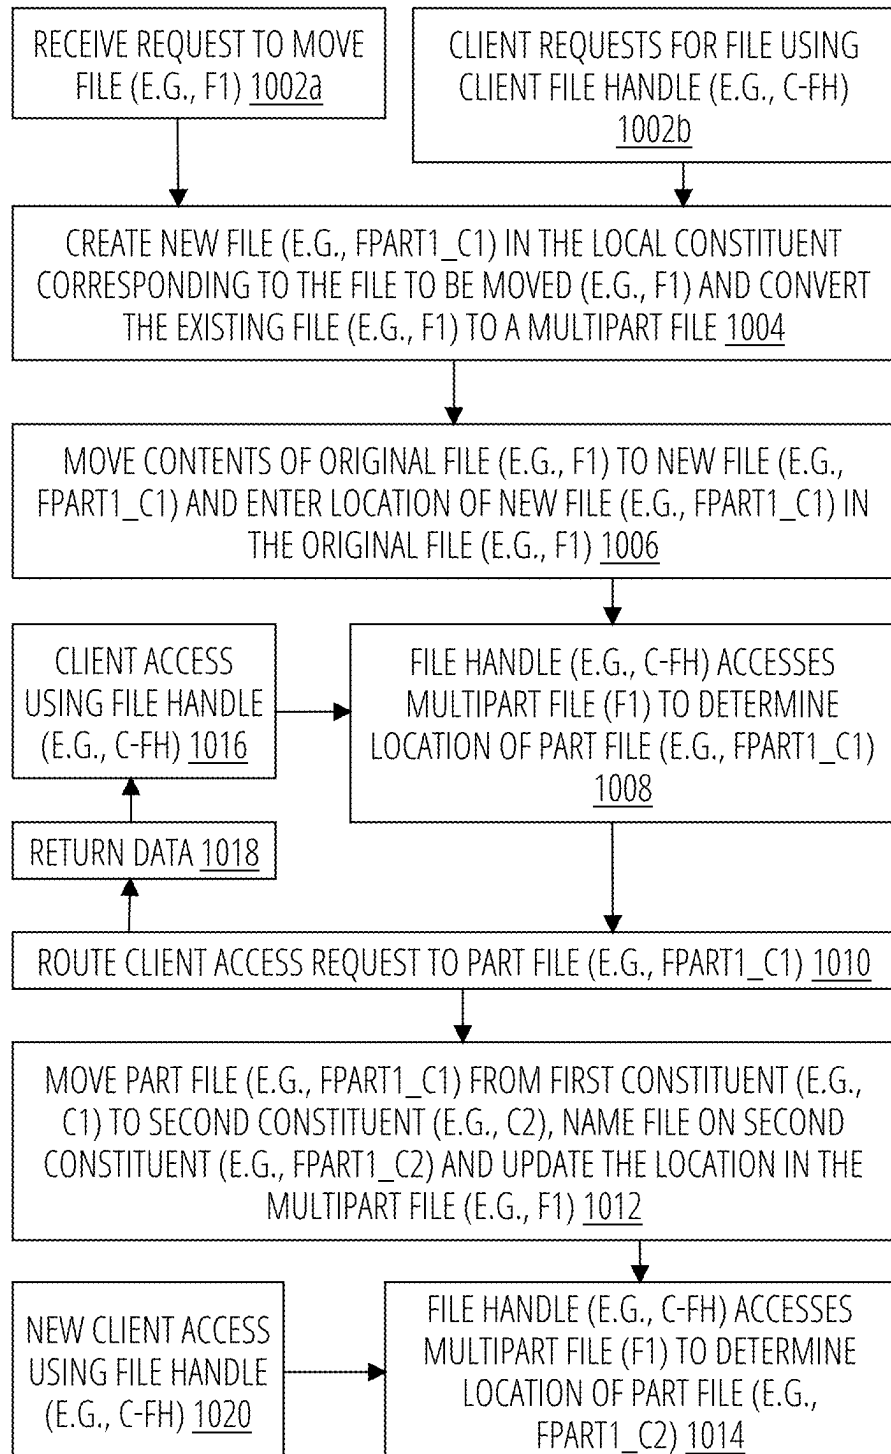 RECEIVE REQUEST TO MOVE
FILE (E.G., F1) 1002a
CLIENT REQUESTS FOR FILE USING
CLIENT FILE HANDLE (E.G., C-FH)
1002b
CREATE NEW FILE (E.G., FPART1_C1) IN THE LOCAL CONSTITUENT
CORRESPONDING TO THE FILE TO BE MOVED (E.G., F1) AND CONVERT
THE EXISTING FILE (E.G., F1) TO A MULTIPART FILE 1004
MOVE CONTENTS OF ORIGINAL FILE (E.G., F1) TO NEW FILE (E.G.,
FPART1_C1) AND ENTER LOCATION OF NEW FILE (E.G., FPART1_C1) IN
THE ORIGINAL FILE (E.G., F1) 1006
CLIENT ACCESS
USING FILE HANDLE
(E.G., C-FH) 1016
FILE HANDLE (E.G., C-FH) ACCESSES
MULTIPART FILE (F1) TO DETERMINE
LOCATION OF PART FILE (E.G., FPART1_C1)
1008
RETURN DATA 1018
ROUTE CLIENT ACCESS REQUEST TO PART FILE (E.G., FPART1_C1) 1010
MOVE PART FILE (E.G., FPART1_C1) FROM FIRST CONSTITUENT (E.G.,
C1) TO SECOND CONSTITUENT (E.G., C2), NAME FILE ON SECOND
CONSTITUENT (E.G., FPART1_C2) AND UPDATE THE LOCATION IN THE
MULTIPART FILE (E.G., F1) 1012
NEW CLIENT ACCESS
USING FILE HANDLE
(E.G., C-FH) 1020
FILE HANDLE (E.G., C-FH) ACCESSES
MULTIPART FILE (F1) TO DETERMINE
LOCATION OF PART FILE (E.G.,
FPART1_C2) 1014